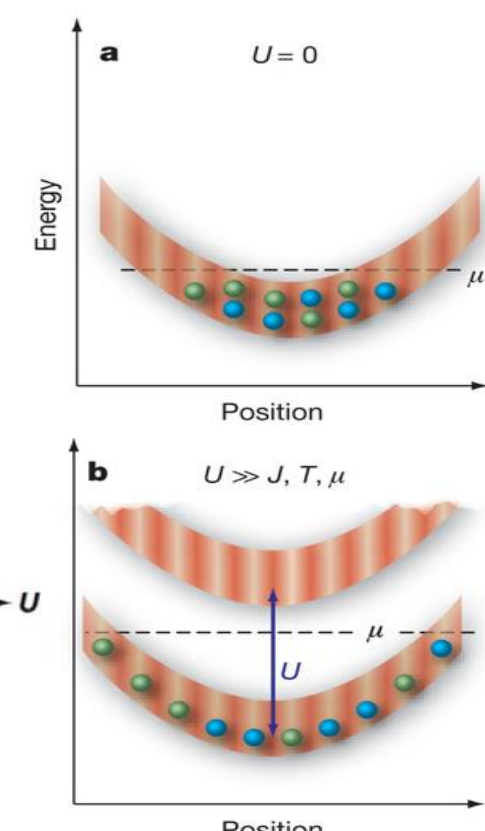 a
U = 0
Energy
μ
Position
b
U ≫ J, T, μ
U
μ
U
Position